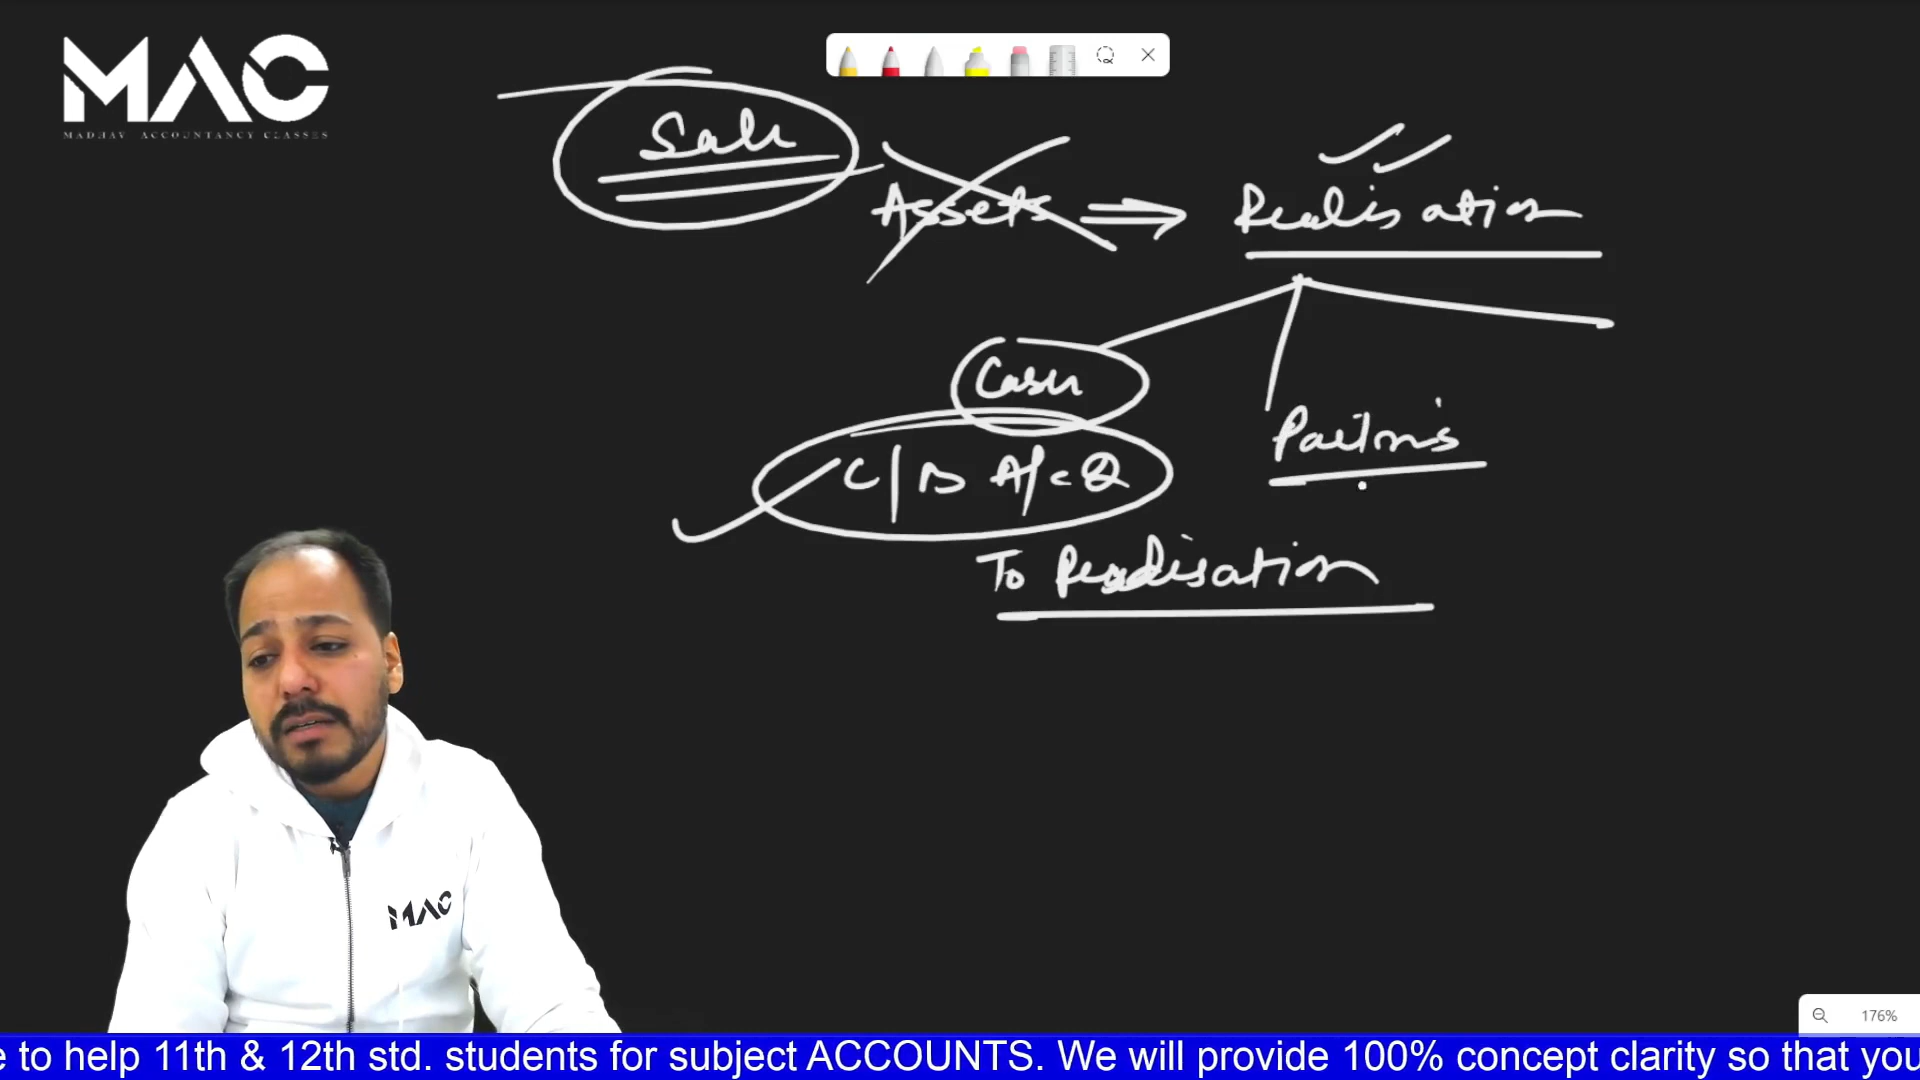 MAC
MADHAV ACCOUNTANCY CLASSES
Sale
Assets ⇒ Realisation
Cash
Partners
C/B A/c Dr
To Realisation
MAC
176%
e to help 11th & 12th std. students for subject ACCOUNTS. We will provide 100% concept clarity so that you